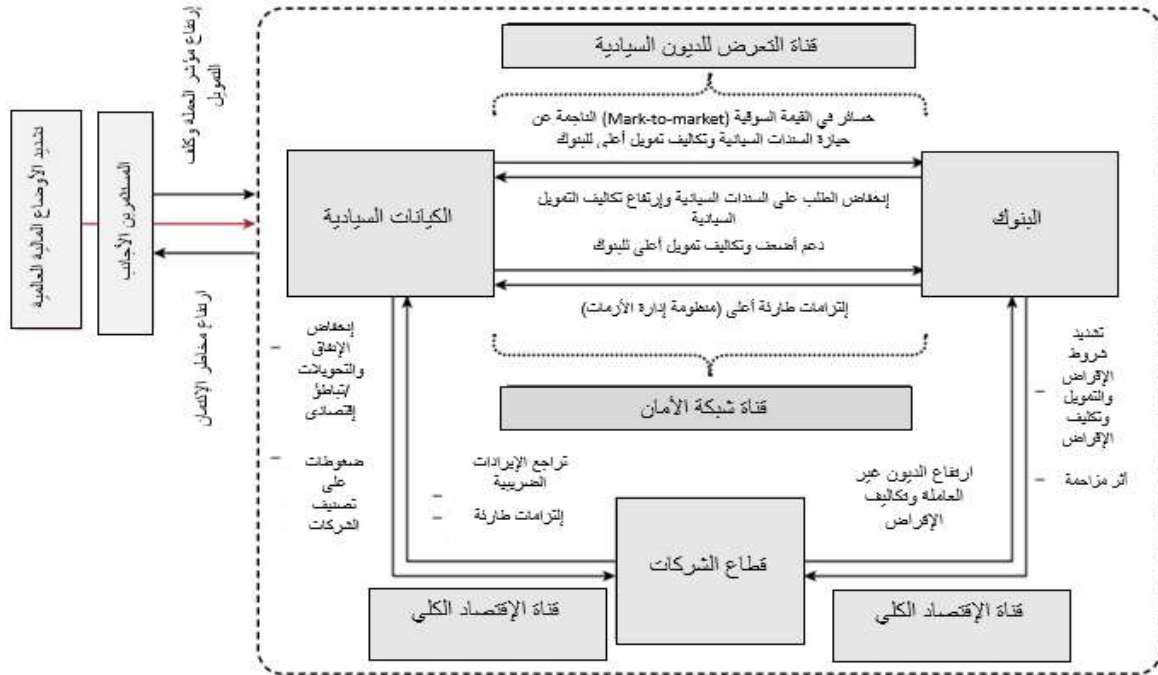 قناة التعرض للديون السيادية
خسائر في القيمة السوقية (Mark-to-market) الناجمة عن
حيازة السندات السيادية وتكاليف تمويل أعلى للبنوك
البنوك
الكيانات السيادية
إنخفاض الطلب على السندات السيادية وإرتفاع تكاليف التمويل
السيادية
دعم أضعف وتكاليف تمويل أعلى للبنوك
إلتزامات طارئة أعلى (منظومة إدارة الأزمات)
قناة شبكة الأمان
ارتفاع مؤشر العملة وكلف
التمويل
المستثمرين الأجانب
تشديد الأوضاع المالية العالمية
ارتفاع مخاطر الإئتمان
تشديد
شروط
الإقراض
والتمويل
وتكليف
الإقراض
–
أثر مزاحمة
–
إنخفاض
الإنفاق
والتحويلات
/تباطؤ
إقتصادى
–
ضغوطات
على
تصنيف
الشركات
–
تراجع الإيرادات
الضريبية
–
إلتزامات طارئة
–
ارتفاع الديون غير
العاملة وتكاليف
الإقراض
قطاع الشركات
قناة الإقتصاد الكلي
قناة الإقتصاد الكلي